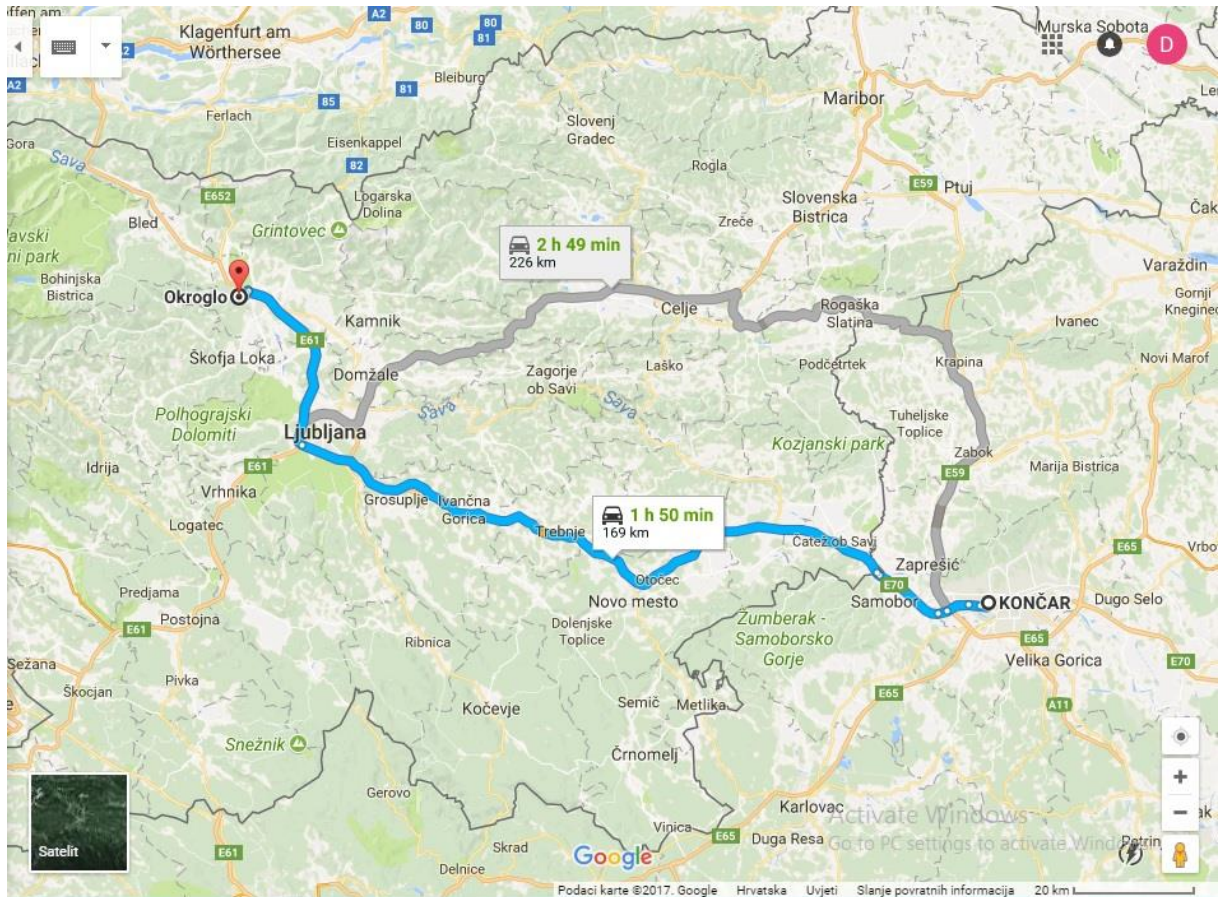 Klagenfurt am
Wörthersee
A2
80
80
81
Murska Sobota
D
A2
Bleiburg
81
85
Maribor
Ferlach
Slovenj
Gradec
Gora
Eisenkappel
Sava
82
Rogla
E652
Logarska
Dolina
E59
Ptuj
Slovenska
Bistrica
Bled
Grintovec
Zreče
2 h 49 min
226 km
Varaždin
Bohinjska
Bistrica
Okroglo
Gornji
Rogaška
Slatina
Kamnik
Celje
Ivanec
E61
Škofja Loka
Krapina
Novi Marof
Domžale
Zagorje
ob Savi
Laško
Podčetrtek
Polhograjski
Dolomiti
Sava
Sava
Tuheljske
Toplice
Ljubljana
Kozjanski park
Zabok
Idrija
E61
E59
Marija Bistrica
Vrhnika
Grosuplje
Ivančna
Gorica
1 h 50 min
169 km
Logatec
Trebnje
Čatež ob Savi
E65
Zaprešić
Otočec
E70
Predjama
Novo mesto
Samobor
KONČAR
Dugo Selo
Postojna
E61
Dolenjske
Toplice
Žumberak -
Samoborsko
Gorje
E65
Ribnica
Velika Gorica
E70
Sežana
Pivka
Škocjan
E65
Semič
Metlika
A11
Kočevje
Snežnik
Črnomelj
Gerovo
Karlovac
Activate Windows
Vinica
E65
Duga Resa
Go to PC settings to activate Windows
Satelit
E61
Skrad
Google
Delnice
Podaci karte ©2017. Google
Hrvatska
Uvjeti
Slanje povratnih informacija
20 km